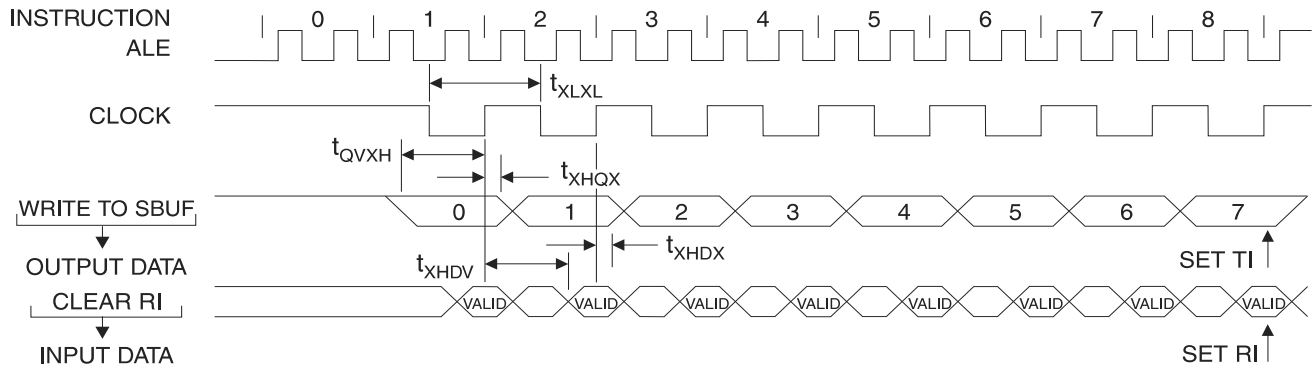 INSTRUCTION 0 1 2 3 4 5 6 7 8
ALE
tXLXL
CLOCK
tQVXH
tXHQX
WRITE TO SBUF 0 1 2 3 4 5 6 7
tXHDX
OUTPUT DATA tXHDV SET TI
CLEAR RI VALID VALID VALID VALID VALID VALID VALID VALID
INPUT DATA SET RI